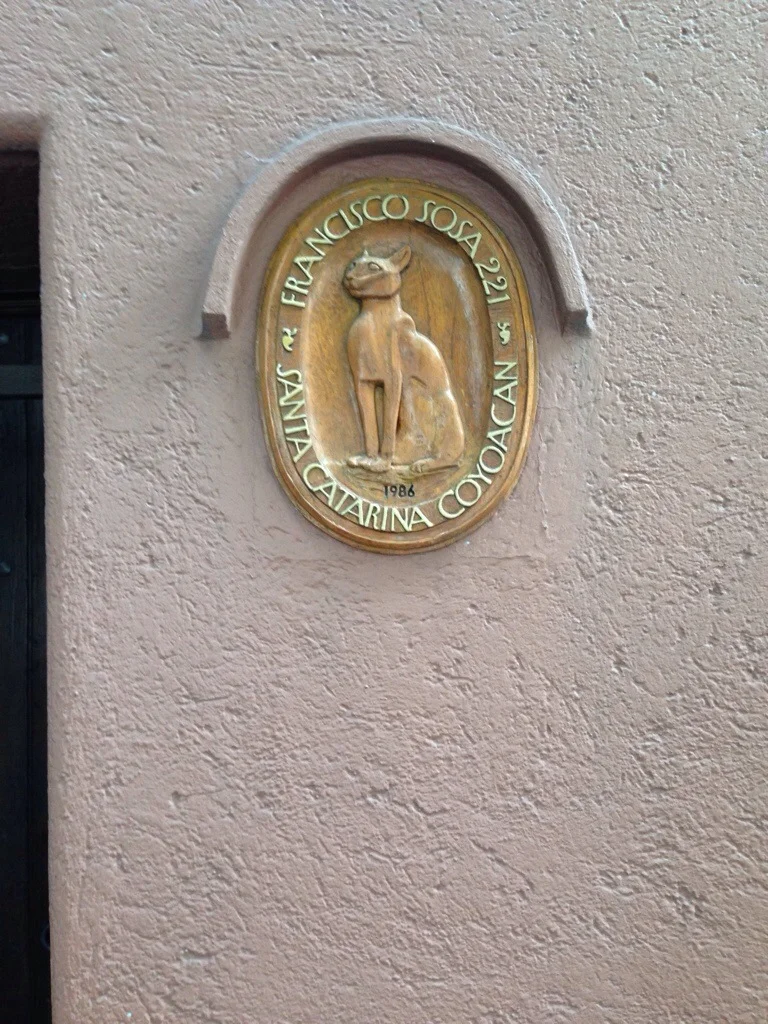 FRANCISCO SOSA 221
SANTA CATARINA COYOACAN
1986